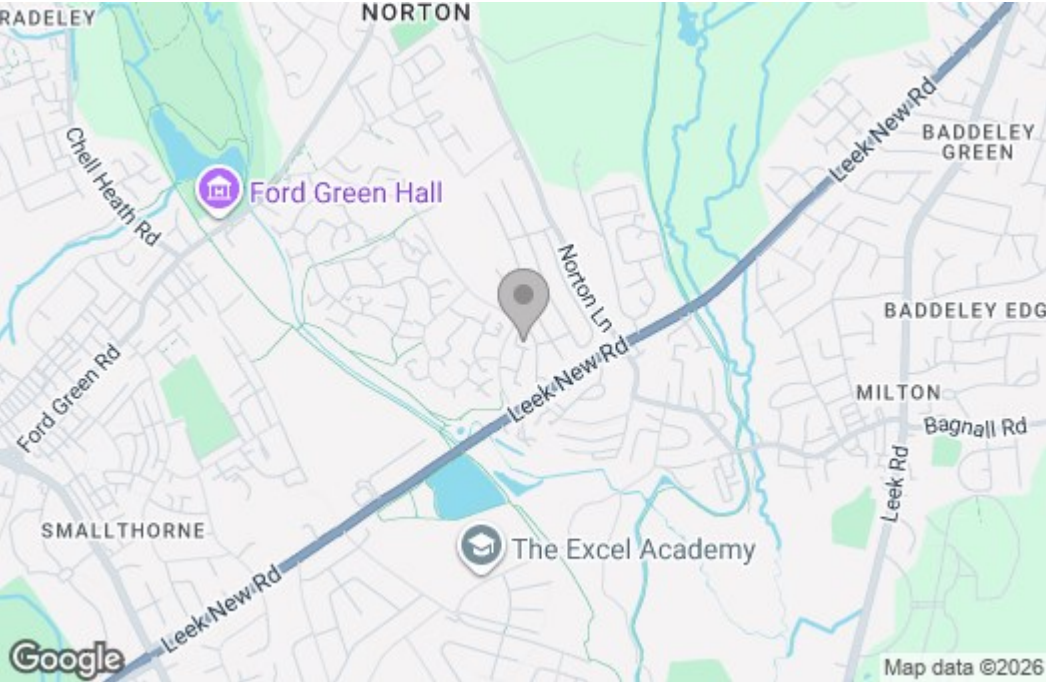 RADELEY
NORTON
Chell Heath Rd
Leek New Rd
BADDELEY
GREEN
Ford Green Hall
Norton Ln
BADDELEY EDG
Ford Green Rd
Leek New Rd
MILTON
Bagnall Rd
Leek Rd
SMALLTHORNE
The Excel Academy
Leek New Rd
Google
Map data ©2026